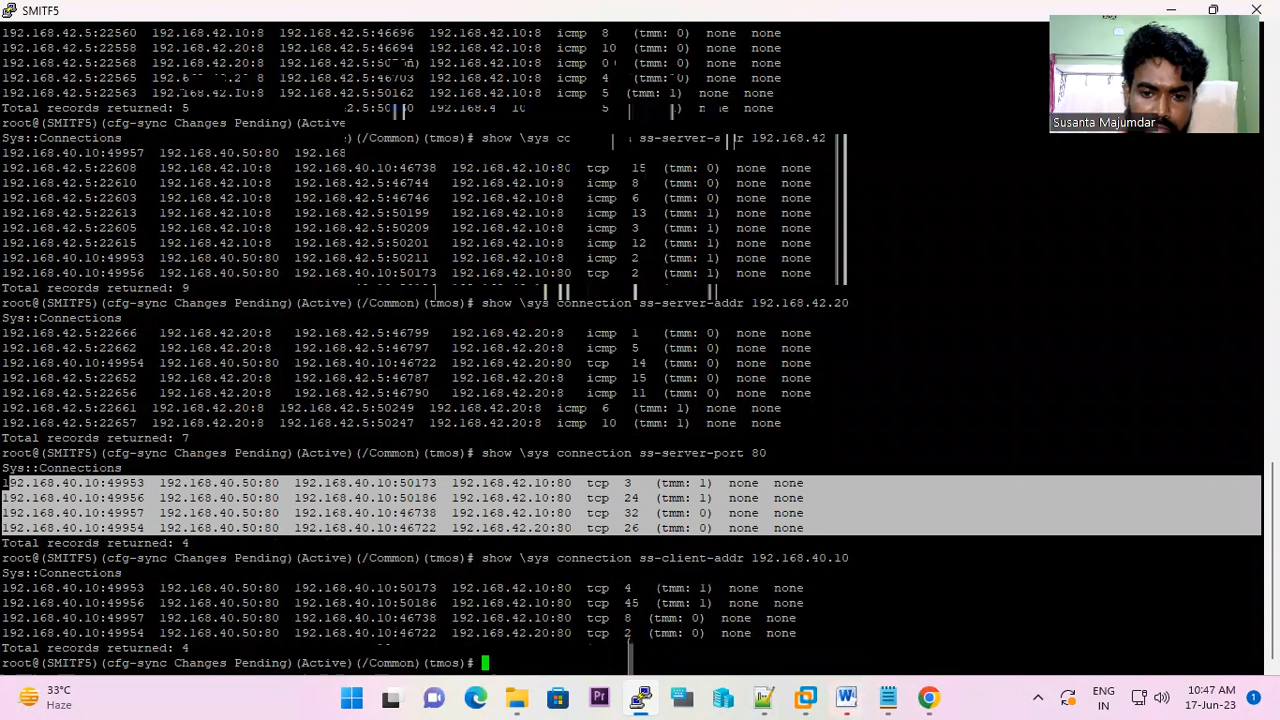 SMITF5
192.168.42.5:22560 192.168.42.10:8 192.168.42.5:46696 192.168.42.10:8 icmp 8 (tmm: 0) none none
192.168.42.5:22558 192.168.42.20:8 192.168.42.5:46694 192.168.42.20:8 icmp 10 (tmm: 0) none none
192.168.42.5:22568 192.168.42.10:8 icmp 0 (tmm: 0) none none
192.168.42.5:22565 192.168.42.20:8 192.168.42.5:46703 192.168.42.20:8 icmp 4 none none
192.168.42.5:22563 192.168.42.10:8 192.168.42.5:50162 192.168.42.10:8 icmp 5 (tmm: 1) none none
Total records returned: 5 5 none
root@(SMITF5)(cfg-sync Changes Pending)(Active
Sys::Connections (/Common)(tmos)# show \sys 192.168.42
192.168.40.10:49957 192.168.40.50:80
192.168.42.5:22608 192.168.42.10:8 192.168.40.10:46738 192.168.42.10:80 tcp 15 (tmm: 0) none none
192.168.42.5:22610 192.168.42.10:8 192.168.42.5:46744 192.168.42.10:8 icmp 8 (tmm: 0) none none
192.168.42.5:22603 192.168.42.10:8 192.168.42.5:46746 192.168.42.10:8 icmp 6 (tmm: 0) none none
192.168.42.5:22613 192.168.42.10:8 192.168.42.5:50199 192.168.42.10:8 icmp 13 (tmm: 1) none none
192.168.42.5:22605 192.168.42.10:8 192.168.42.5:50209 192.168.42.10:8 icmp 3 (tmm: 1) none none
192.168.42.5:22615 192.168.42.10:8 192.168.42.5:50201 192.168.42.10:8 icmp 12 (tmm: 1) none none
192.168.40.10:49953 192.168.40.50:80 192.168.42.5:50211 192.168.42.10:8 icmp 2 (tmm: 1) none none
192.168.40.10:49956 192.168.40.50:80 192.168.40.10:50173 192.168.42.10:80 tcp 2 (tmm: 1) none none
Total records returned: 9
root@(SMITF5)(cfg-sync Changes Pending)(Active)(/Common)(tmos)# show \sys connection ss-server-addr 192.168.42.20
Sys::Connections
192.168.42.5:22666 192.168.42.20:8 192.168.42.5:46799 192.168.42.20:8 icmp 1 (tmm: 0) none none
192.168.42.5:22662 192.168.42.20:8 192.168.42.5:46797 192.168.42.20:8 icmp 5 (tmm: 0) none none
192.168.40.10:49954 192.168.40.50:80 192.168.40.10:46722 192.168.42.20:80 tcp 14 (tmm: 0) none none
192.168.42.5:22652 192.168.42.20:8 192.168.42.5:46787 192.168.42.20:8 icmp 15 (tmm: 0) none none
192.168.42.5:22656 192.168.42.20:8 192.168.42.5:46790 192.168.42.20:8 icmp 11 (tmm: 0) none none
192.168.42.5:22661 192.168.42.20:8 192.168.42.5:50249 192.168.42.20:8 icmp 6 (tmm: 1) none none
192.168.42.5:22657 192.168.42.20:8 192.168.42.5:50247 192.168.42.20:8 icmp 10 (tmm: 1) none none
Total records returned: 7
root@(SMITF5)(cfg-sync Changes Pending)(Active)(/Common)(tmos)# show \sys connection ss-server-port 80
Sys::Connections
192.168.40.10:49953 192.168.40.50:80 192.168.40.10:50173 192.168.42.10:80 tcp 3 (tmm: 1) none none
192.168.40.10:49956 192.168.40.50:80 192.168.40.10:50186 192.168.42.10:80 tcp 24 (tmm: 1) none none
192.168.40.10:49957 192.168.40.50:80 192.168.40.10:46738 192.168.42.10:80 tcp 32 (tmm: 0) none none
192.168.40.10:49954 192.168.40.50:80 192.168.40.10:46722 192.168.42.20:80 tcp 26 (tmm: 0) none none
Total records returned: 4
root@(SMITF5)(cfg-sync Changes Pending)(Active)(/Common)(tmos)# show \sys connection ss-client-addr 192.168.40.10
Sys::Connections
192.168.40.10:49953 192.168.40.50:80 192.168.40.10:50173 192.168.42.10:80 tcp 4 (tmm: 1) none none
192.168.40.10:49956 192.168.40.50:80 192.168.40.10:50186 192.168.42.10:80 tcp 45 (tmm: 1) none none
192.168.40.10:49957 192.168.40.50:80 192.168.40.10:46738 192.168.42.10:80 tcp 8 (tmm: 0) none none
192.168.40.10:49954 192.168.40.50:80 192.168.40.10:46722 192.168.42.20:80 tcp 2 (tmm: 0) none none
Total records returned: 4
root@(SMITF5)(cfg-sync Changes Pending)(Active)(/Common)(tmos)#
Susanta Majumdar
33°C
Haze
ENG
IN
10:47 AM
17-Jun-23